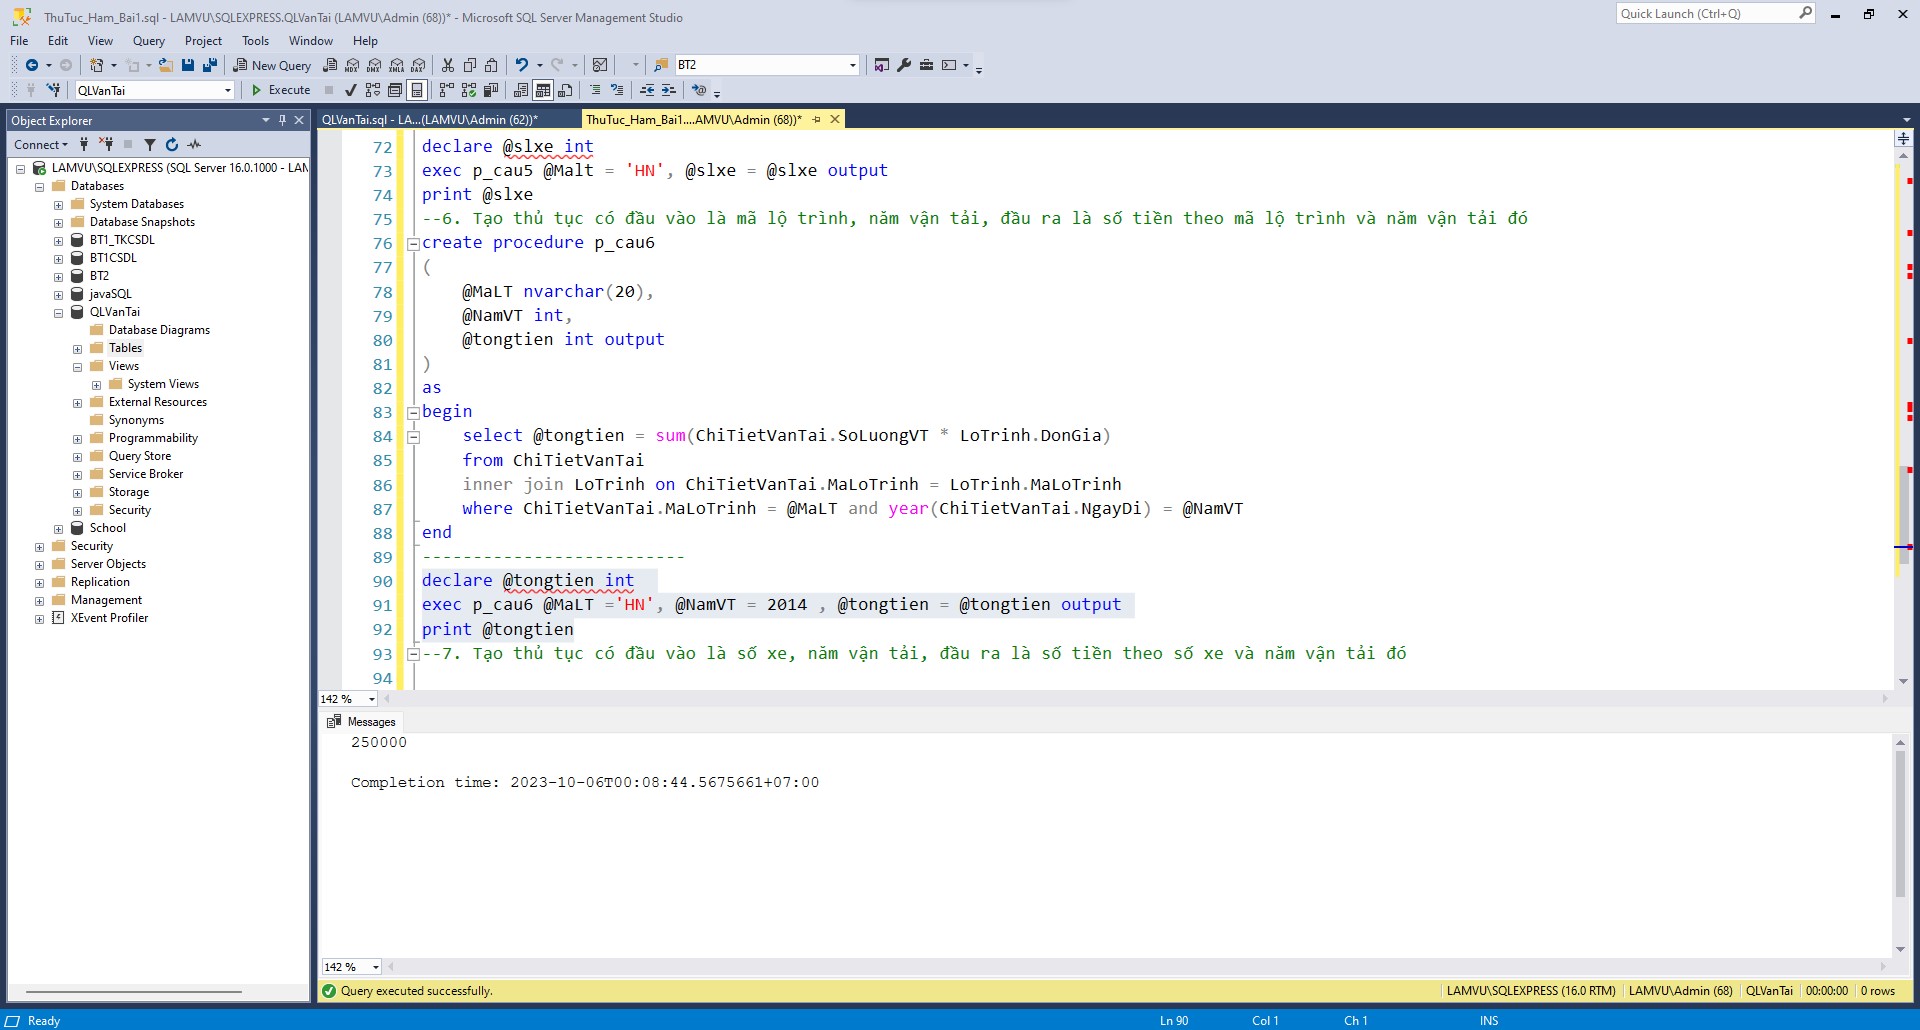 ThuTuc_Ham_Bai1.sql - LAMVU\SQLEXPRESS.QLVanTai (LAMVU\Admin (68))* - Microsoft SQL Server Management Studio
Quick Launch (Ctrl+Q)
File Edit View Query Project Tools Window Help
New Query
MDX DMX XMLA DAX
BT2
QLVanTai
Execute
Object Explorer
Connect
LAMVU\SQLEXPRESS (SQL Server 16.0.1000 - LAM
Databases
System Databases
Database Snapshots
BT1_TKCSDL
BT1CSDL
BT2
javaSQL
QLVanTai
Database Diagrams
Tables
Views
System Views
External Resources
Synonyms
Programmability
Query Store
Service Broker
Storage
Security
School
Security
Server Objects
Replication
Management
XEvent Profiler
QLVanTai.sql - LA...(LAMVU\Admin (62))*
ThuTuc_Ham_Bai1....AMVU\Admin (68))*
72 declare @slxe int
73 exec p_cau5 @Malt = 'HN', @slxe = @slxe output
74 print @slxe
75 --6. Tạo thủ tục có đầu vào là mã lộ trình, năm vận tải, đầu ra là số tiền theo mã lộ trình và năm vận tải đó
76 create procedure p_cau6
77 (
78 @MaLT nvarchar(20),
79 @NamVT int,
80 @tongtien int output
81 )
82 as
83 begin
84 select @tongtien = sum(ChiTietVanTai.SoLuongVT * LoTrinh.DonGia)
85 from ChiTietVanTai
86 inner join LoTrinh on ChiTietVanTai.MaLoTrinh = LoTrinh.MaLoTrinh
87 where ChiTietVanTai.MaLoTrinh = @MaLT and year(ChiTietVanTai.NgayDi) = @NamVT
88 end
89 --------------------------
90 declare @tongtien int
91 exec p_cau6 @MaLT ='HN', @NamVT = 2014 , @tongtien = @tongtien output
92 print @tongtien
93 --7. Tạo thủ tục có đầu vào là số xe, năm vận tải, đầu ra là số tiền theo số xe và năm vận tải đó
94
142 %
Messages
250000
Completion time: 2023-10-06T00:08:44.5675661+07:00
142 %
Query executed successfully.
LAMVU\SQLEXPRESS (16.0 RTM) LAMVU\Admin (68) QLVanTai 00:00:00 0 rows
Ready
Ln 90 Col 1 Ch 1 INS